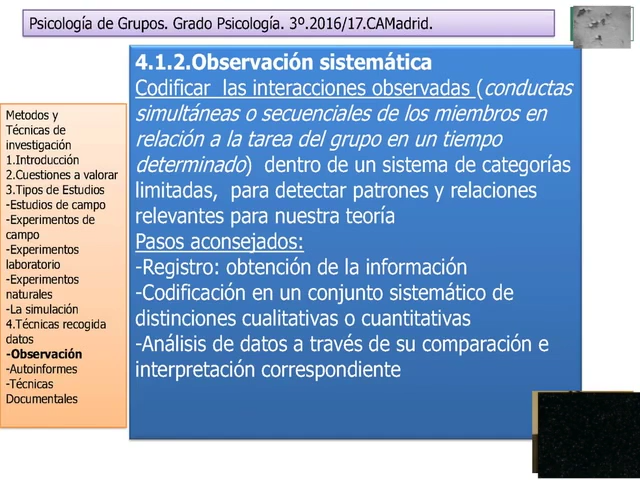 Psicología de Grupos. Grado Psicología. 3º.2016/17.CAMadrid.
Metodos y
Técnicas de
investigación
1.Introducción
2.Cuestiones a valorar
3.Tipos de Estudios
-Estudios de campo
-Experimentos de
campo
-Experimentos
laboratorio
-Experimentos
naturales
-La simulación
4.Técnicas recogida
datos
-Observación
-Autoinformes
-Técnicas
Documentales
4.1.2.Observación sistemática
Codificar las interacciones observadas (conductas
simultáneas o secuenciales de los miembros en
relación a la tarea del grupo en un tiempo
determinado) dentro de un sistema de categorías
limitadas, para detectar patrones y relaciones
relevantes para nuestra teoría
Pasos aconsejados:
-Registro: obtención de la información
-Codificación en un conjunto sistemático de
distinciones cualitativas o cuantitativas
-Análisis de datos a través de su comparación e
interpretación correspondiente